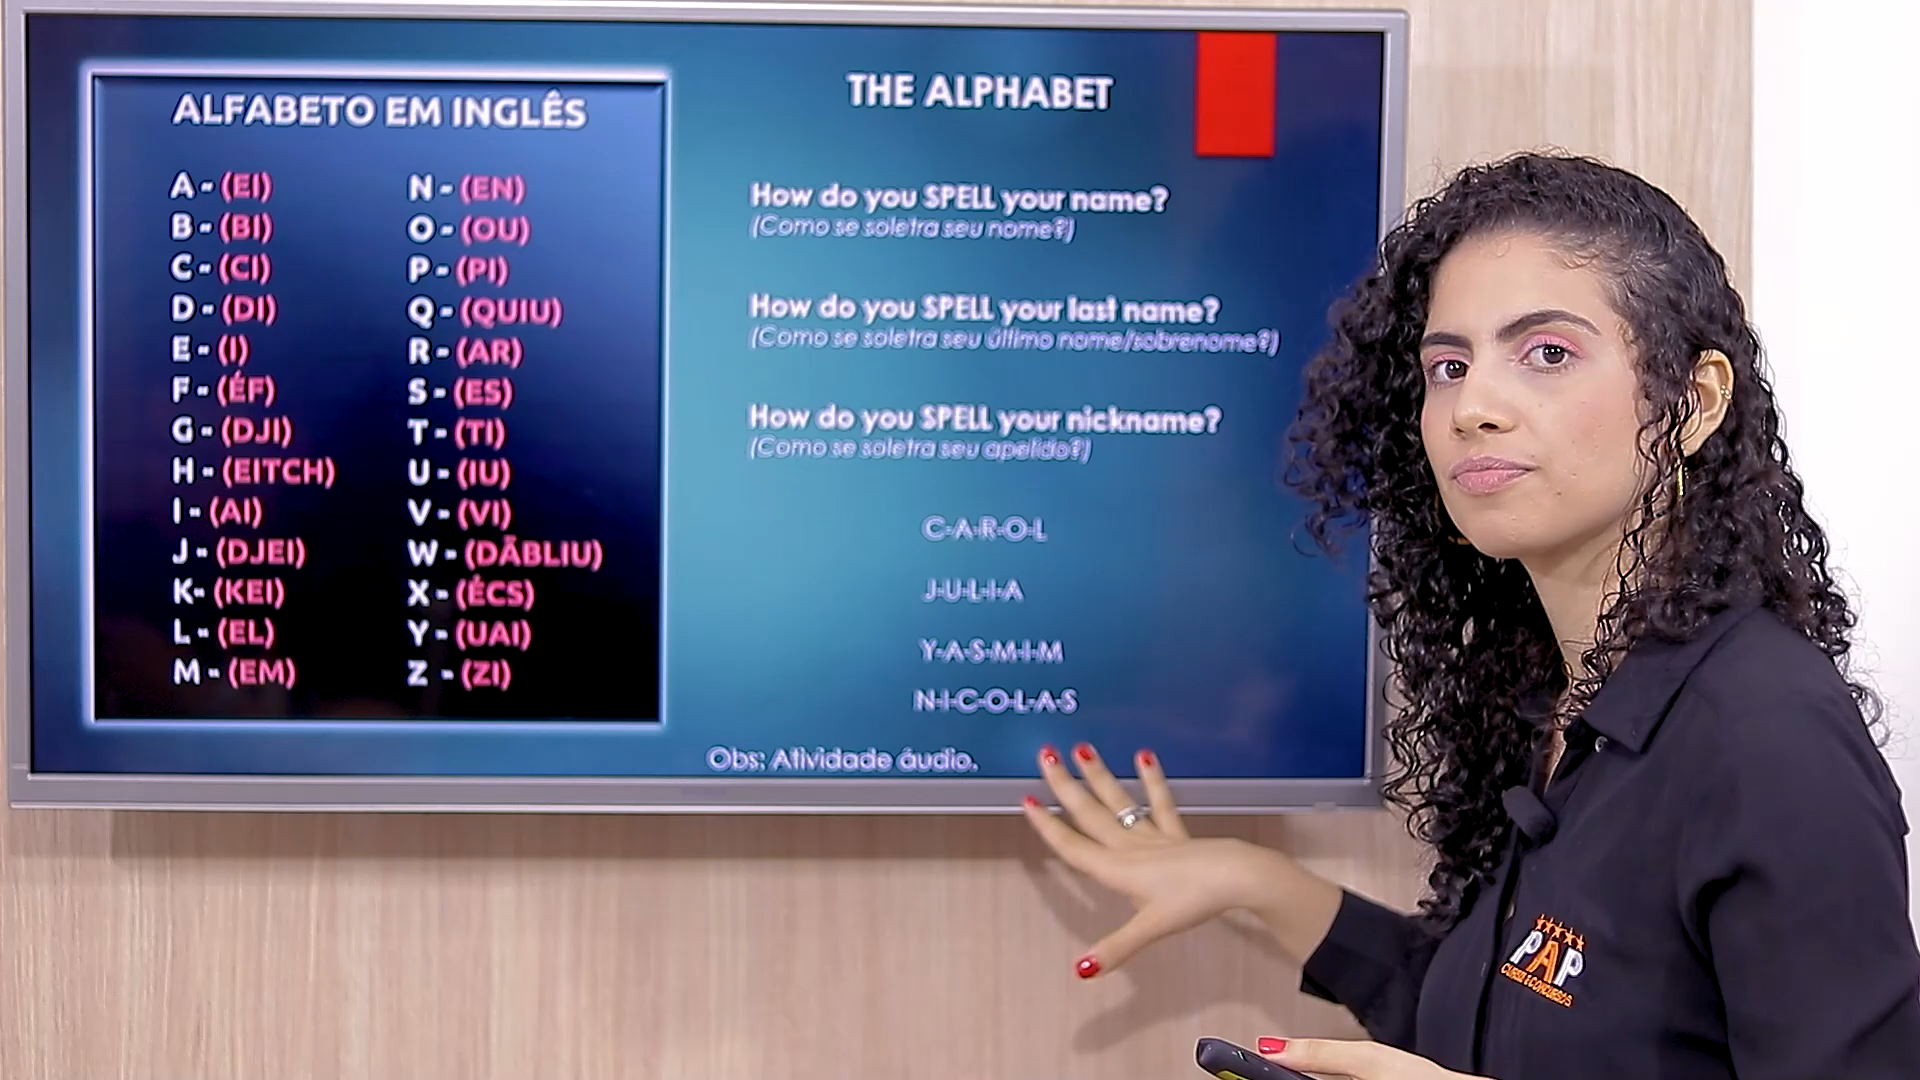 ALFABETO EM INGLÊS
A - (EI)
B - (BI)
C - (CI)
D - (DI)
E - (I)
F - (ÉF)
G - (DJI)
H - (EITCH)
I - (AI)
J - (DJEI)
K- (KEI)
L - (EL)
M - (EM)
N - (EN)
O - (OU)
P - (PI)
Q - (QUIU)
R - (AR)
S - (ES)
T - (TI)
U - (IU)
V - (VI)
W - (DÃBLIU)
X - (ÉCS)
Y - (UAI)
Z - (ZI)
THE ALPHABET
How do you SPELL your name?
(Como se soletra seu nome?)
How do you SPELL your last name?
(Como se soletra seu último nome/sobrenome?)
How do you SPELL your nickname?
(Como se soletra seu apelido?)
C-A-R-O-L
J-U-L-I-A
Y-A-S-M-I-M
N-I-C-O-L-A-S
Obs: Atividade áudio.
PAP
CURSOS E CONCURSOS